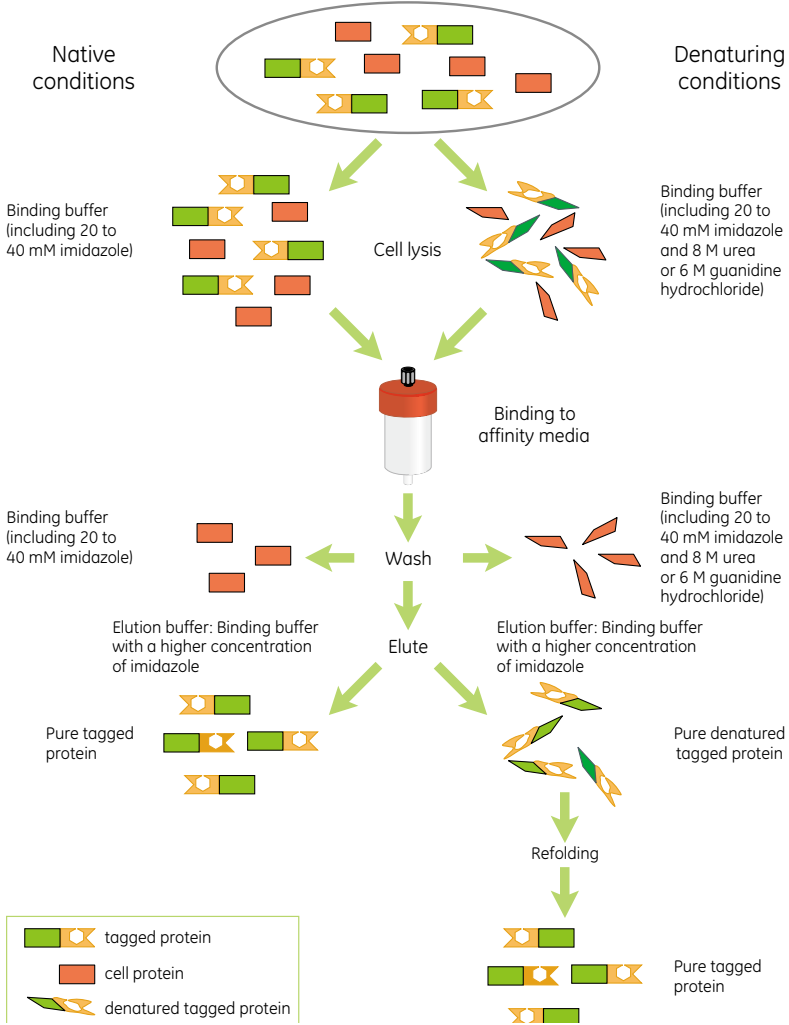 Native
conditions
Denaturing
conditions
Binding buffer
(including 20 to
40 mM imidazole)
Cell lysis
Binding buffer
(including 20 to
40 mM imidazole
and 8 M urea
or 6 M guanidine
hydrochloride)
Binding to
affinity media
Binding buffer
(including 20 to
40 mM imidazole)
Wash
Binding buffer
(including 20 to
40 mM imidazole
and 8 M urea
or 6 M guanidine
hydrochloride)
Elution buffer: Binding buffer
with a higher concentration
of imidazole
Elute
Elution buffer: Binding buffer
with a higher concentration
of imidazole
Pure tagged
protein
Pure denatured
tagged protein
Refolding
Pure tagged
protein
tagged protein
cell protein
denatured tagged protein